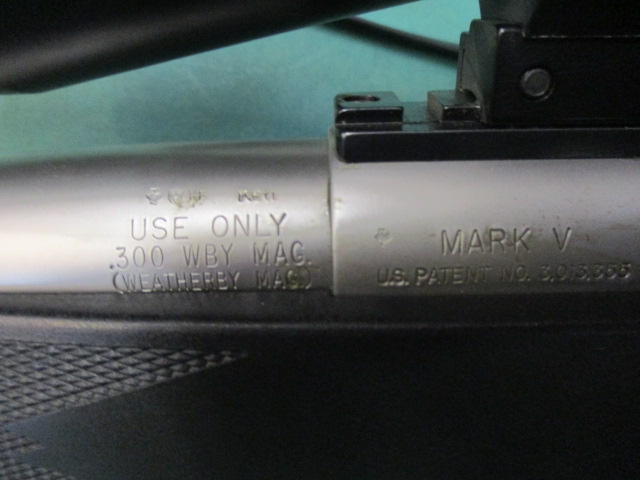 USE ONLY
.300 WBY MAG.
(WEATHERBY MAG.)
MARK V
U.S. PATENT NO. 3,013,355